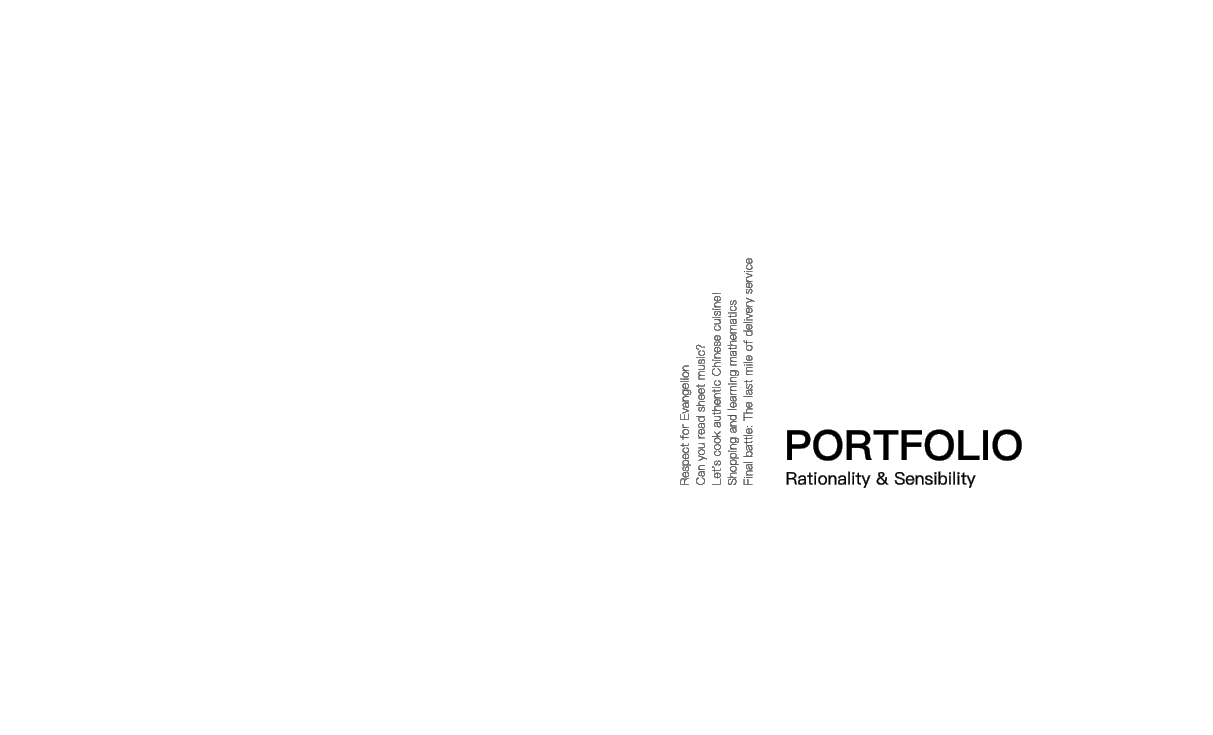 Respect for Evangelion
Can you read sheet music?
Let's cook authentic Chinese cuisine!
Shopping and learning mathematics
Final battle: The last mile of delivery service
PORTFOLIO
Rationality & Sensibility